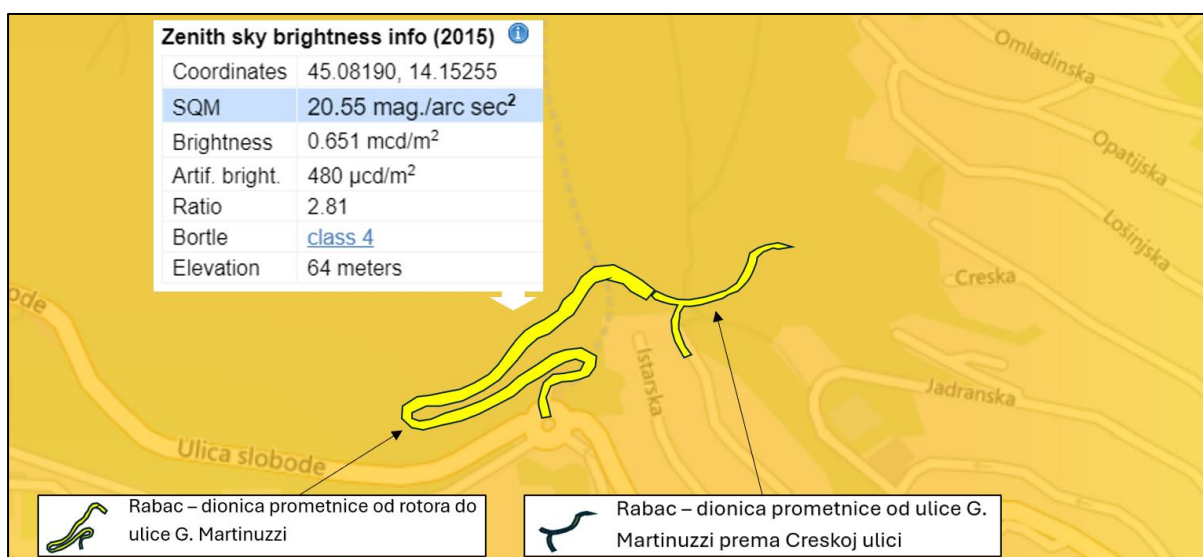 Zenith sky brightness info (2015)
Coordinates 45.08190, 14.15255
SQM 20.55 mag./arc sec²
Brightness 0.651 mcd/m²
Artif. bright. 480 µcd/m²
Ratio 2.81
Bortle class 4
Elevation 64 meters
Omladinska
Opatijska
Lošinjska
Creska
ode
Istarska
Jadranska
Ulica slobode
Rabac – dionica prometnice od rotora do
ulice G. Martinuzzi
Rabac – dionica prometnice od ulice G.
Martinuzzi prema Creskoj ulici